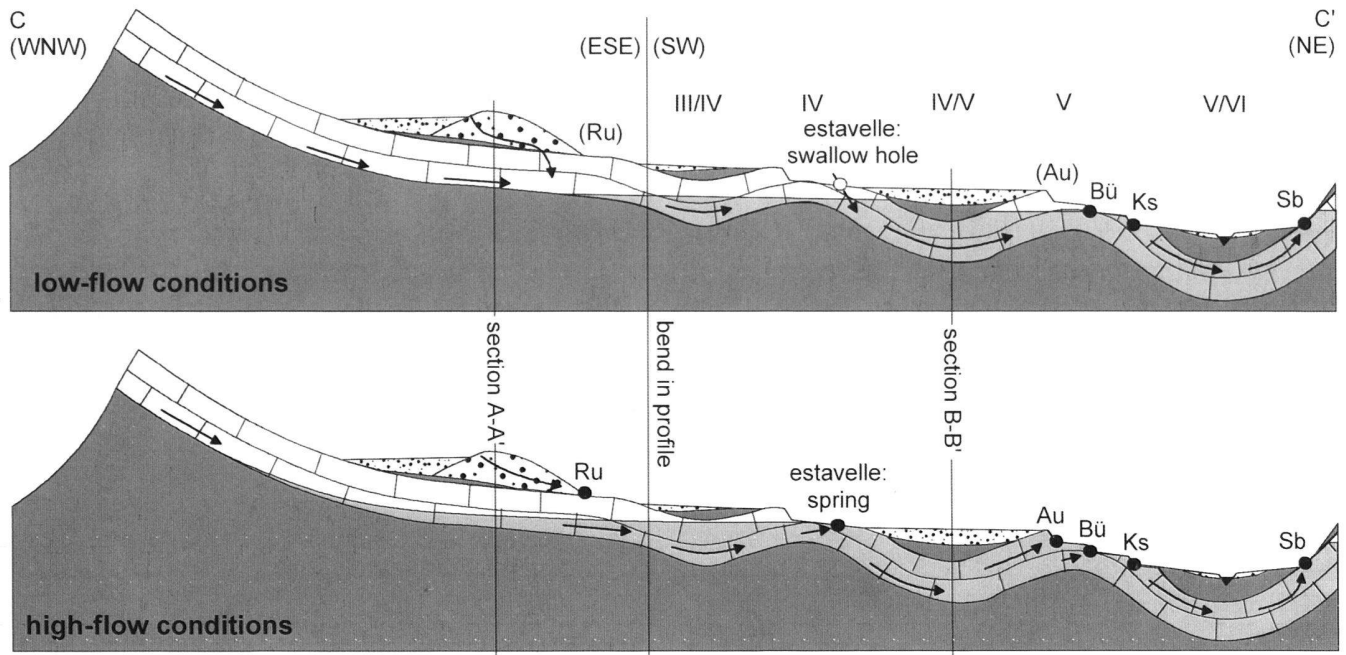 C
(WNW)
(ESE)
(SW)
C'
(NE)
III/IV
IV
IV/V
V
V/VI
(Ru)
estavelle:
swallow hole
(Au)
Bü
Ks
Sb
low-flow conditions
section A-A'
bend in profile
section B-B'
Ru
estavelle:
spring
Au
Bü
Ks
Sb
high-flow conditions